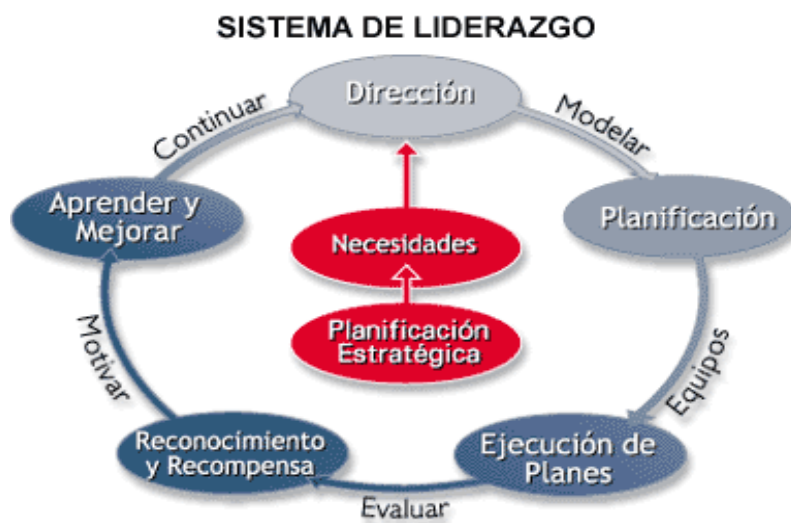 SISTEMA DE LIDERAZGO
Dirección
Modelar
Planificación
Equipos
Ejecución de
Planes
Evaluar
Reconocimiento
y Recompensa
Motivar
Aprender y
Mejorar
Continuar
Necesidades
Planificación
Estratégica